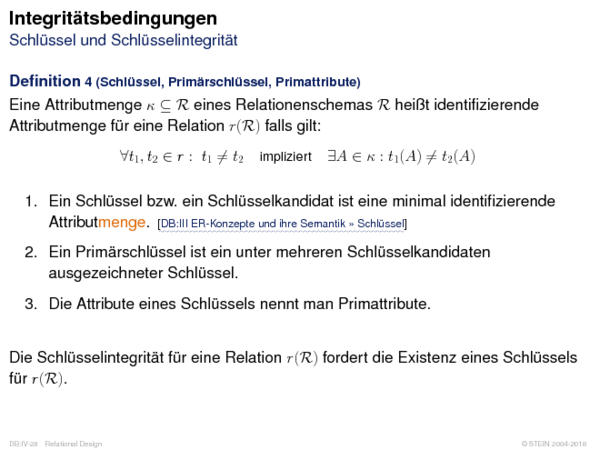 Integritätsbedingungen
Schlüssel und Schlüsselintegrität
Definition 4 (Schlüssel, Primärschlüssel, Primattribute)
Eine Attributmenge κ ⊆ R eines Relationenschemas R heißt identifizierende
Attributmenge für eine Relation r(R) falls gilt:
∀t₁, t₂ ∈ r : t₁ ≠ t₂ impliziert ∃A ∈ κ : t₁(A) ≠ t₂(A)
1. Ein Schlüssel bzw. ein Schlüsselkandidat ist eine minimal identifizierende
Attributmenge. [DB:III ER-Konzepte und ihre Semantik » Schlüssel]
2. Ein Primärschlüssel ist ein unter mehreren Schlüsselkandidaten
ausgezeichneter Schlüssel.
3. Die Attribute eines Schlüssels nennt man Primattribute.
Die Schlüsselintegrität für eine Relation r(R) fordert die Existenz eines Schlüssels
für r(R).
DB:IV-28 Relational Design © STEIN 2004-2018